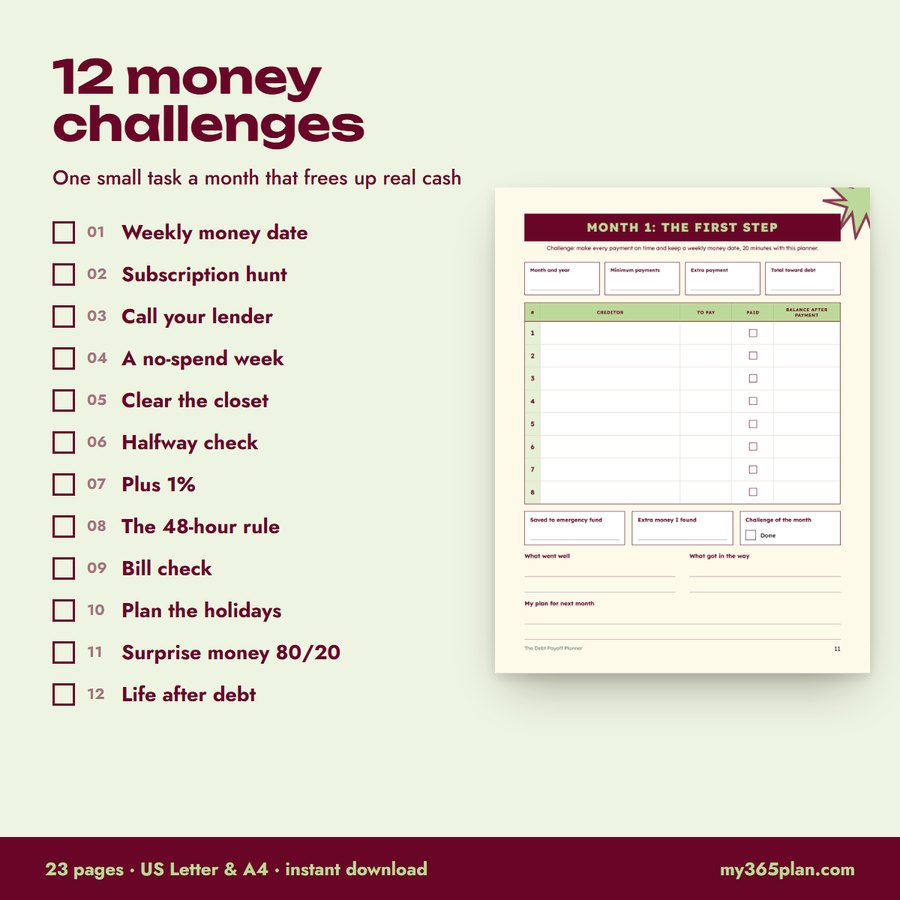 12 money
challenges
One small task a month that frees up real cash
01 Weekly money date
02 Subscription hunt
03 Call your lender
04 A no-spend week
05 Clear the closet
06 Halfway check
07 Plus 1%
08 The 48-hour rule
09 Bill check
10 Plan the holidays
11 Surprise money 80/20
12 Life after debt
MONTH 1: THE FIRST STEP
Challenge: make every payment on time and keep a weekly money date, 20 minutes with this planner.
Month and year Minimum payments Extra payment Total toward debt
# CREDITOR TO PAY PAID BALANCE AFTER
PAYMENT
1
2
3
4
5
6
7
8
Saved to emergency fund Extra money I found Challenge of the month
Done
What went well What got in the way
My plan for next month
The Debt Payoff Planner 11
23 pages · US Letter & A4 · instant download my365plan.com